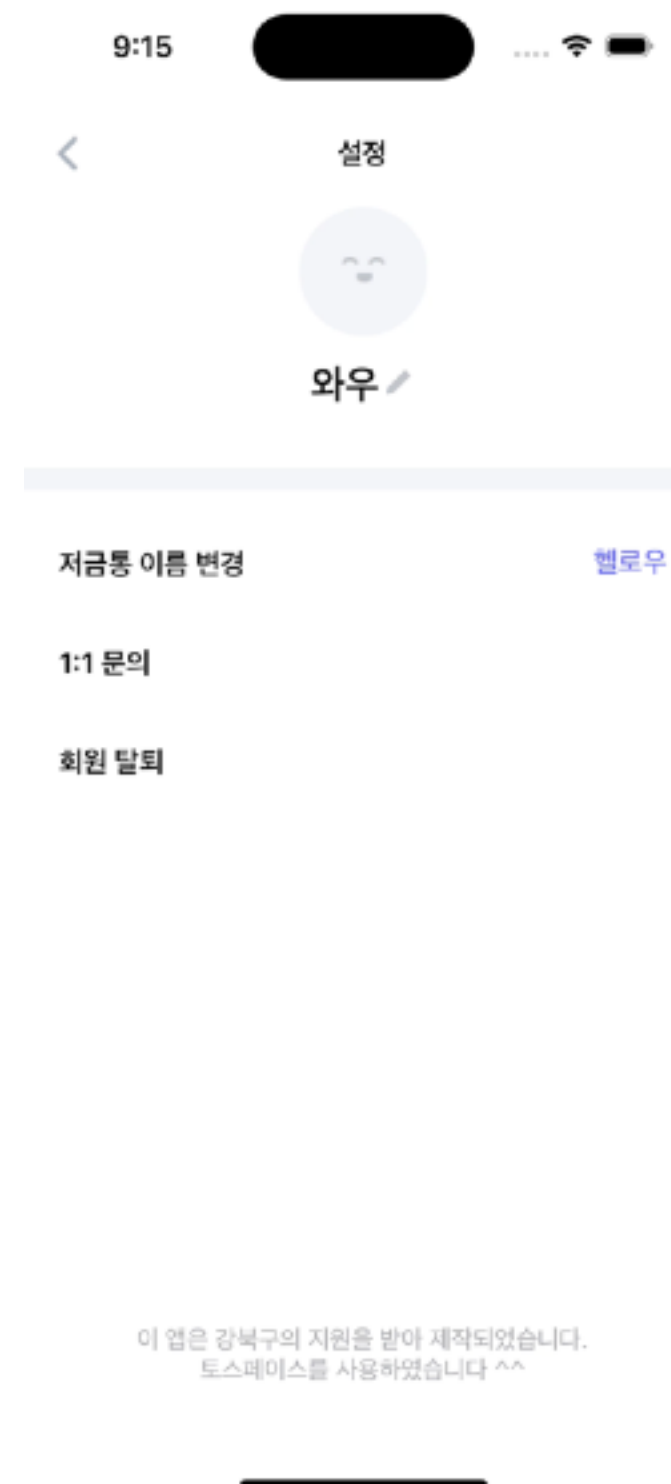 9:15
설정
와우
저금통 이름 변경
헬로우
1:1 문의
회원 탈퇴
이 앱은 강북구의 지원을 받아 제작되었습니다.
토스페이스를 사용하였습니다 ^^